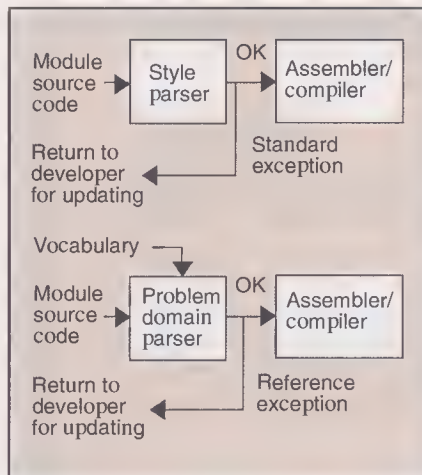 Module
source
code
Style
parser
OK
Assembler/
compiler
Return to
developer
for updating
Standard
exception
Vocabulary
Module
source
code
Problem
domain
parser
OK
Assembler/
compiler
Return to
developer
for updating
Reference
exception